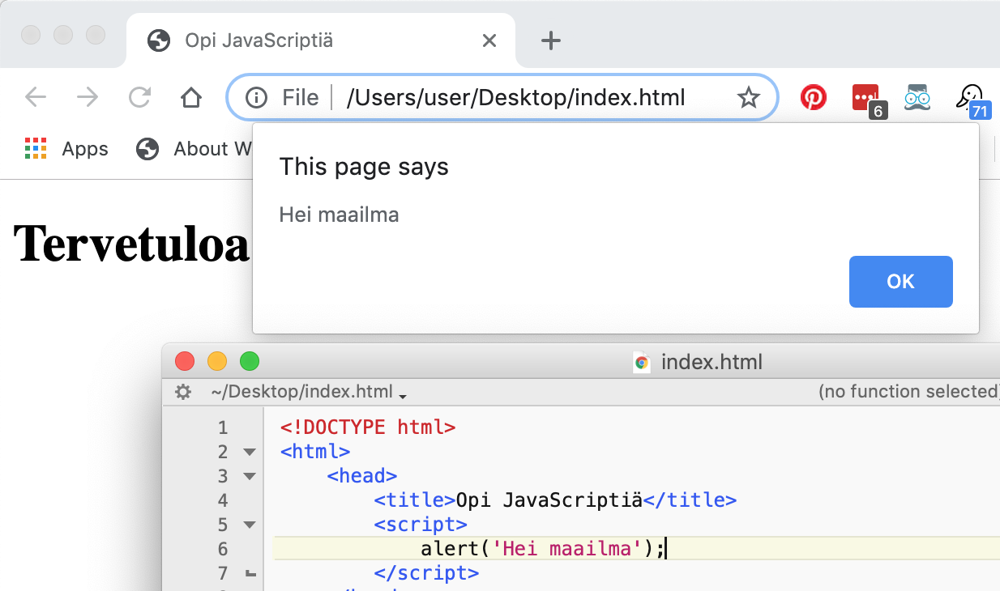 Opi JavaScriptiä
File /Users/user/Desktop/index.html
6
71
Apps About W
This page says
Hei maailma
OK
Tervetuloa
index.html
~/Desktop/index.html (no function selected)
1 <!DOCTYPE html>
2 <html>
3 <head>
4 <title>Opi JavaScriptiä</title>
5 <script>
6 alert('Hei maailma');
7 </script>